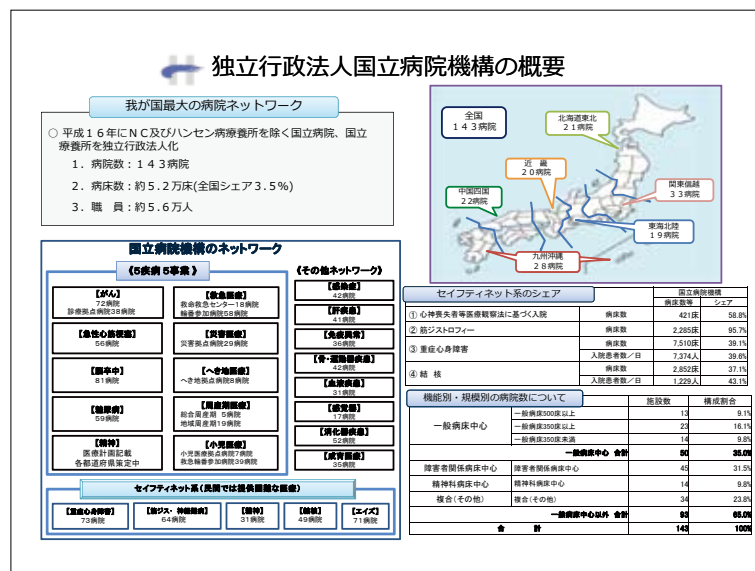 独立行政法人国立病院機構の概要
我が国最大の病院ネットワーク
○ 平成16年にNC及びハンセン病療養所を除く国立病院、国立
療養所を独立行政法人化
1. 病院数:143病院
2. 病床数:約5.2万床(全国シェア3.5%)
3. 職 員:約5.6万人
全国
143病院
北海道東北
21病院
近 畿
20病院
中国四国
22病院
関東信越
33病院
東海北陸
19病院
九州沖縄
28病院
国立病院機構のネットワーク
《5疾病5事業》
【がん】
72病院
診療拠点病院38病院
【急性心筋梗塞】
56病院
【脳卒中】
81病院
【糖尿病】
59病院
【精神】
医療計画記載
各都道府県策定中
【救急医療】
救命救急センター18病院
輪番参加病院58病院
【災害医療】
災害拠点病院29病院
【へき地医療】
へき地拠点病院8病院
【周産期医療】
総合周産期 5病院
地域周産期19病院
【小児医療】
小児医療拠点病院7病院
救急輪番参加病院39病院
《その他ネットワーク》
【感染症】
42病院
【肝疾患】
41病院
【免疫異常】
36病院
【骨・運動器疾患】
42病院
【血液疾患】
31病院
【感覚器】
17病院
【消化器疾患】
52病院
【成育医療】
35病院
セイフティネット系(民間では提供困難な医療)
【重症心身障害】
73病院
【筋ジス・神経難病】
64病院
【精神】
31病院
【結核】
49病院
【エイズ】
71病院
セイフティネット系のシェア
国立病院機構
病床数等 シェア
① 心神喪失者等医療観察法に基づく入院 病床数 421床 58.8%
② 筋ジストロフィー 病床数 2,285床 95.7%
③ 重症心身障害 病床数 7,510床 39.1%
入院患者数/日 7,374人 39.6%
④ 結 核 病床数 2,852床 37.1%
入院患者数/日 1,229人 43.1%
機能別・規模別の病院数について
施設数 構成割合
一般病床中心 一般病床500床以上 13 9.1%
一般病床350床以上 23 16.1%
一般病床350床未満 14 9.8%
一般病床中心 合計 50 35.0%
障害者関係病床中心 障害者関係病床中心 45 31.5%
精神科病床中心 精神科病床中心 14 9.8%
複合(その他) 複合(その他) 34 23.8%
一般病床中心以外 合計 93 65.0%
合 計 143 100%